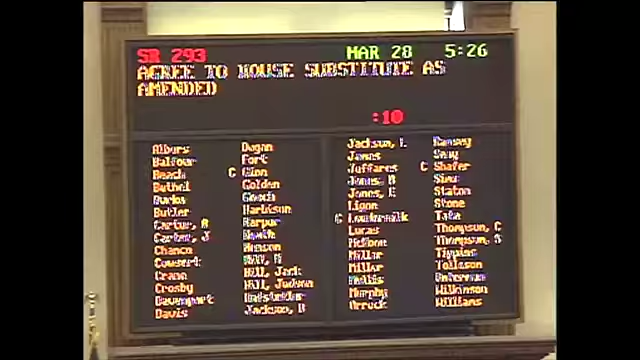 SR 293 MAR 28 5:26
AGREE TO HOUSE SUBSTITUTE AS
AMENDED
:10
Albers
Balfour
Beach
Bethel
Burke
Butler
Carter, B
Carter, J
Chance
Cowsert
Crane
Crosby
Davenport
Davis
Dugan
Fort
C Ginn
Golden
Gooch
Harbison
Harper
Heath
Henson
Hill, H
Hill, Jack
Hill, Judson
Hufstetler
Jackson, B
Jackson, L
James
Jeffares
Jones, B
Jones, E
Ligon
C Loudermilk
Lucas
McKoon
Millar
Miller
Mullis
Murphy
Orrock
Ramsey
Seay
C Shafer
Sims
Staton
Stone
Tate
Thompson, C
Thompson, S
Tippins
Tolleson
Unterman
Wilkinson
Williams